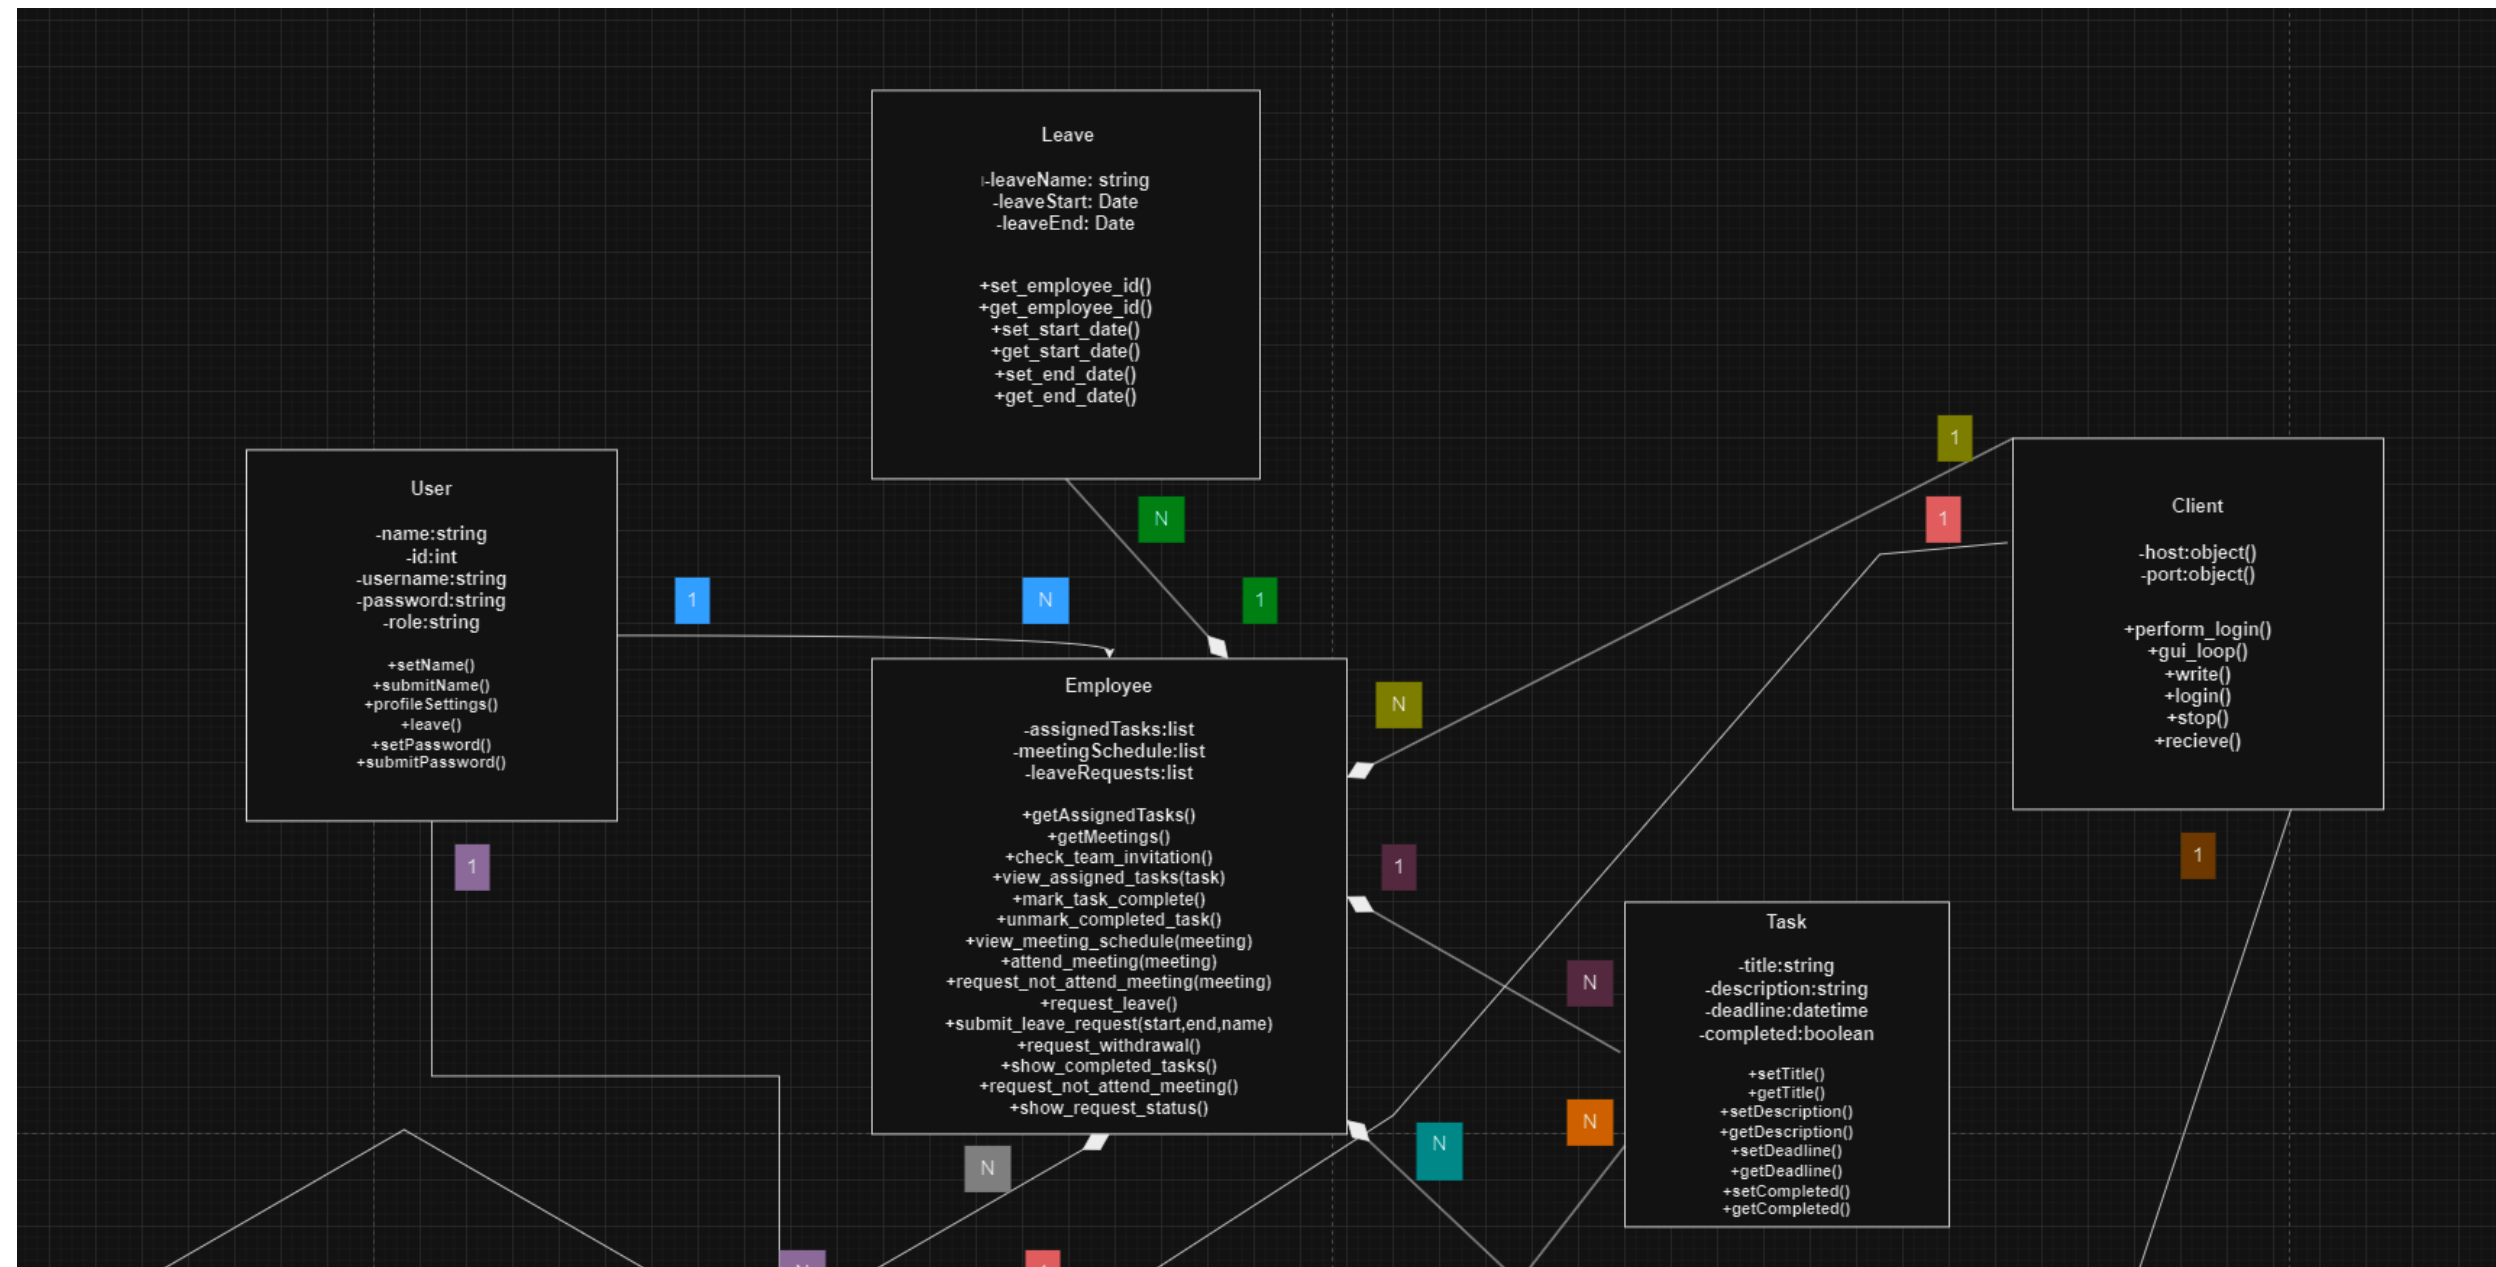 Leave
-leaveName: string
-leaveStart: Date
-leaveEnd: Date
+set_employee_id()
+get_employee_id()
+set_start_date()
+get_start_date()
+set_end_date()
+get_end_date()
N
1
User
-name:string
-id:int
-username:string
-password:string
-role:string
+setName()
+submitName()
+profileSettings()
+leave()
+setPassword()
+submitPassword()
1
N
1
Employee
-assignedTasks:list
-meetingSchedule:list
-leaveRequests:list
+getAssignedTasks()
+getMeetings()
+check_team_invitation()
+view_assigned_tasks(task)
+mark_task_complete()
+unmark_completed_task()
+view_meeting_schedule(meeting)
+attend_meeting(meeting)
+request_not_attend_meeting(meeting)
+request_leave()
+submit_leave_request(start,end,name)
+request_withdrawal()
+show_completed_tasks()
+request_not_attend_meeting()
+show_request_status()
N
1
N
1
1
Client
-host:object()
-port:object()
+perform_login()
+gui_loop()
+write()
+login()
+stop()
+recieve()
1
N
N
N
Task
-title:string
-description:string
-deadline:datetime
-completed:boolean
+setTitle()
+getTitle()
+setDescription()
+getDescription()
+setDeadline()
+getDeadline()
+setCompleted()
+getCompleted()